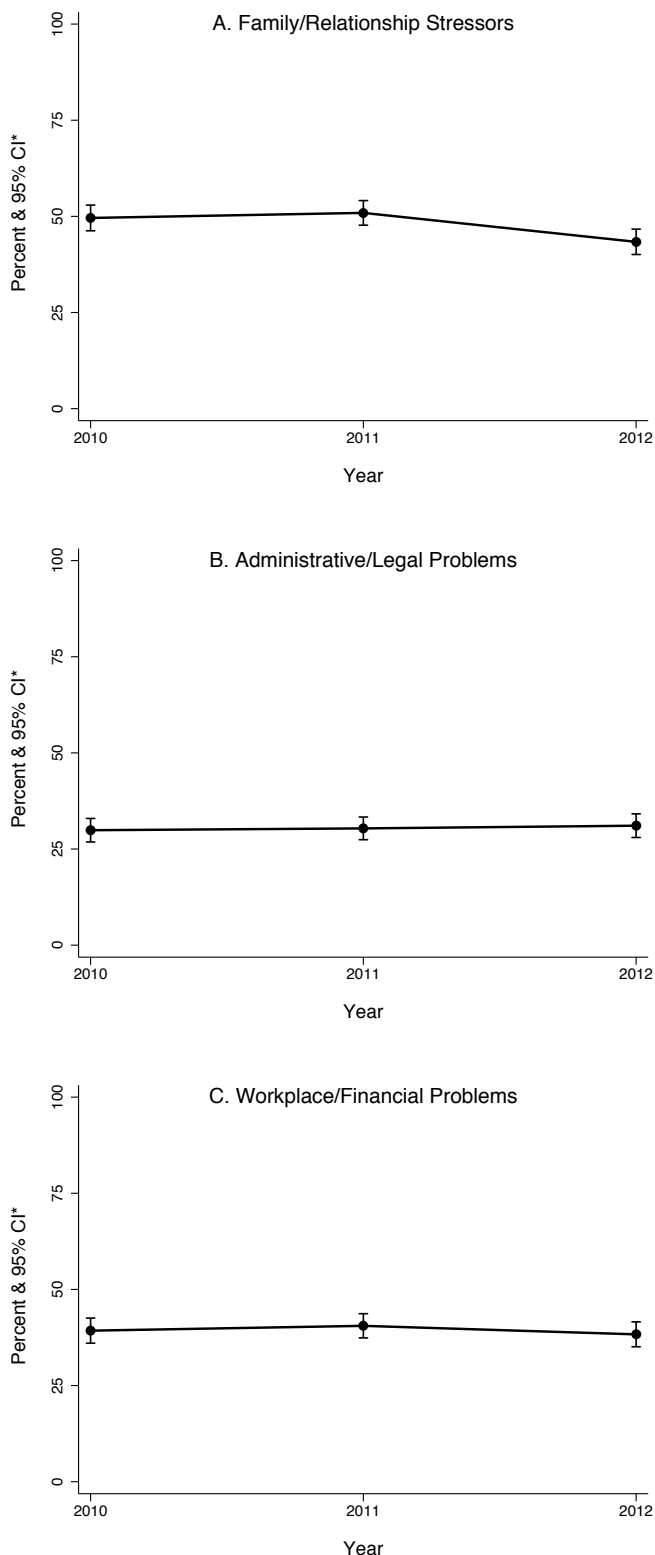 A. Family/Relationship Stressors
100
75
50
25
0
Percent & 95% CI*
2010 2011 2012
Year
B. Administrative/Legal Problems
100
75
50
25
0
Percent & 95% CI*
2010 2011 2012
Year
C. Workplace/Financial Problems
100
75
50
25
0
Percent & 95% CI*
2010 2011 2012
Year